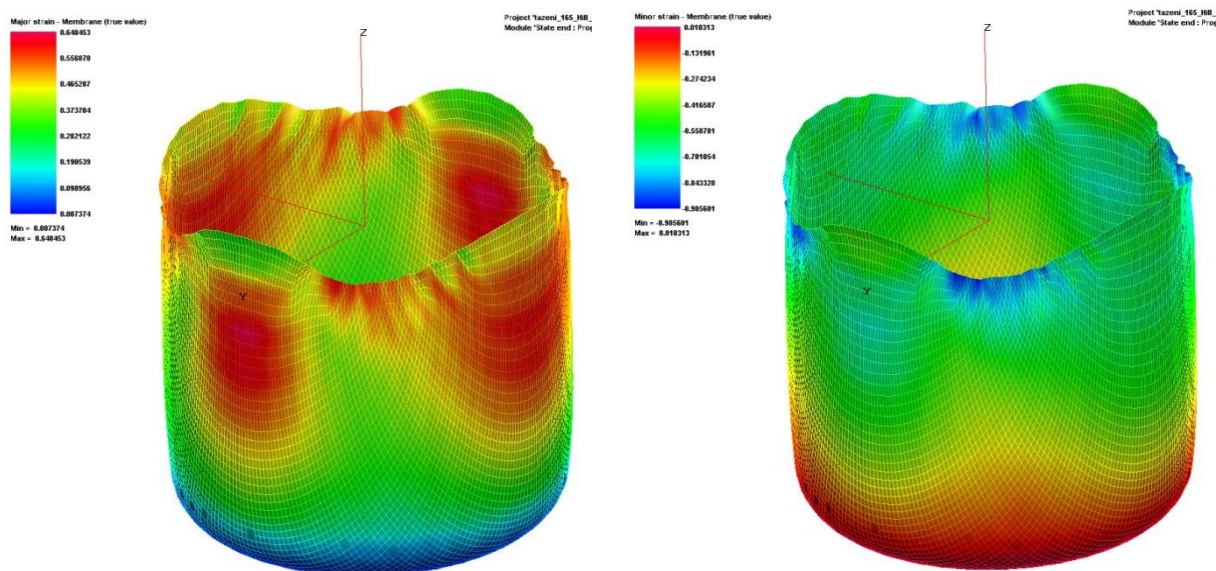 Major strain - Membrane (true value)
0.648453
0.556870
0.465287
0.373704
0.282122
0.190539
0.098956
0.007374
Min = 0.007374
Max = 0.648453
Project 'tazeni_165_Hill_
Module 'State end : Prog
Z
Y
Minor strain - Membrane (true value)
0.010313
-0.131961
-0.274234
-0.416507
-0.558781
-0.701054
-0.843328
-0.985601
Min = -0.985601
Max = 0.010313
Project 'tazeni_165_Hill_
Module 'State end : Prog
Z
Y